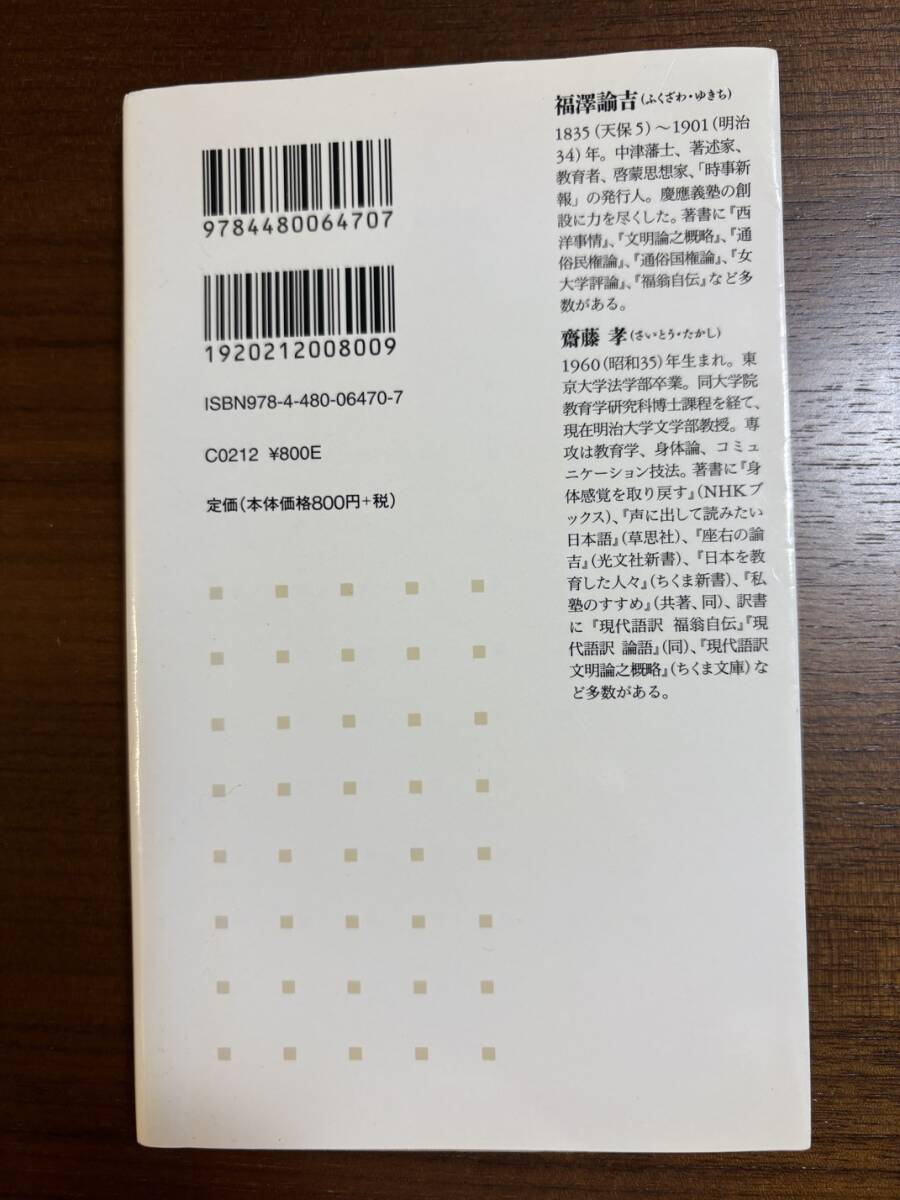 9784480064707
1920212008009
ISBN978-4-480-06470-7
C0212 ¥800E
定価(本体価格800円+税)
福澤諭吉(ふくざわ・ゆきち)
1835(天保5)〜1901(明治
34)年。中津藩士、著述家、
教育者、啓蒙思想家、「時事新
報」の発行人。慶應義塾の創
設に力を尽くした。著書に『西
洋事情』、『文明論之概略』、『通
俗民権論』、『通俗国権論』、『女
大学評論』、『福翁自伝』など多
数がある。
齋藤 孝(さいとう・たかし)
1960(昭和35)年生まれ。東
京大学法学部卒業。同大学院
教育学研究科博士課程を経て、
現在明治大学文学部教授。専
攻は教育学、身体論、コミュ
ニケーション技法。著書に『身
体感覚を取り戻す』(NHKブ
ックス)、『声に出して読みたい
日本語』(草思社)、『座右の諭
吉』(光文社新書)、『日本を教
育した人々』(ちくま新書)、『私
塾のすすめ』(共著、同)、訳書
に『現代語訳 福翁自伝』『現
代語訳 論語』(同)、『現代語訳
文明論之概略』(ちくま文庫)な
ど多数がある。